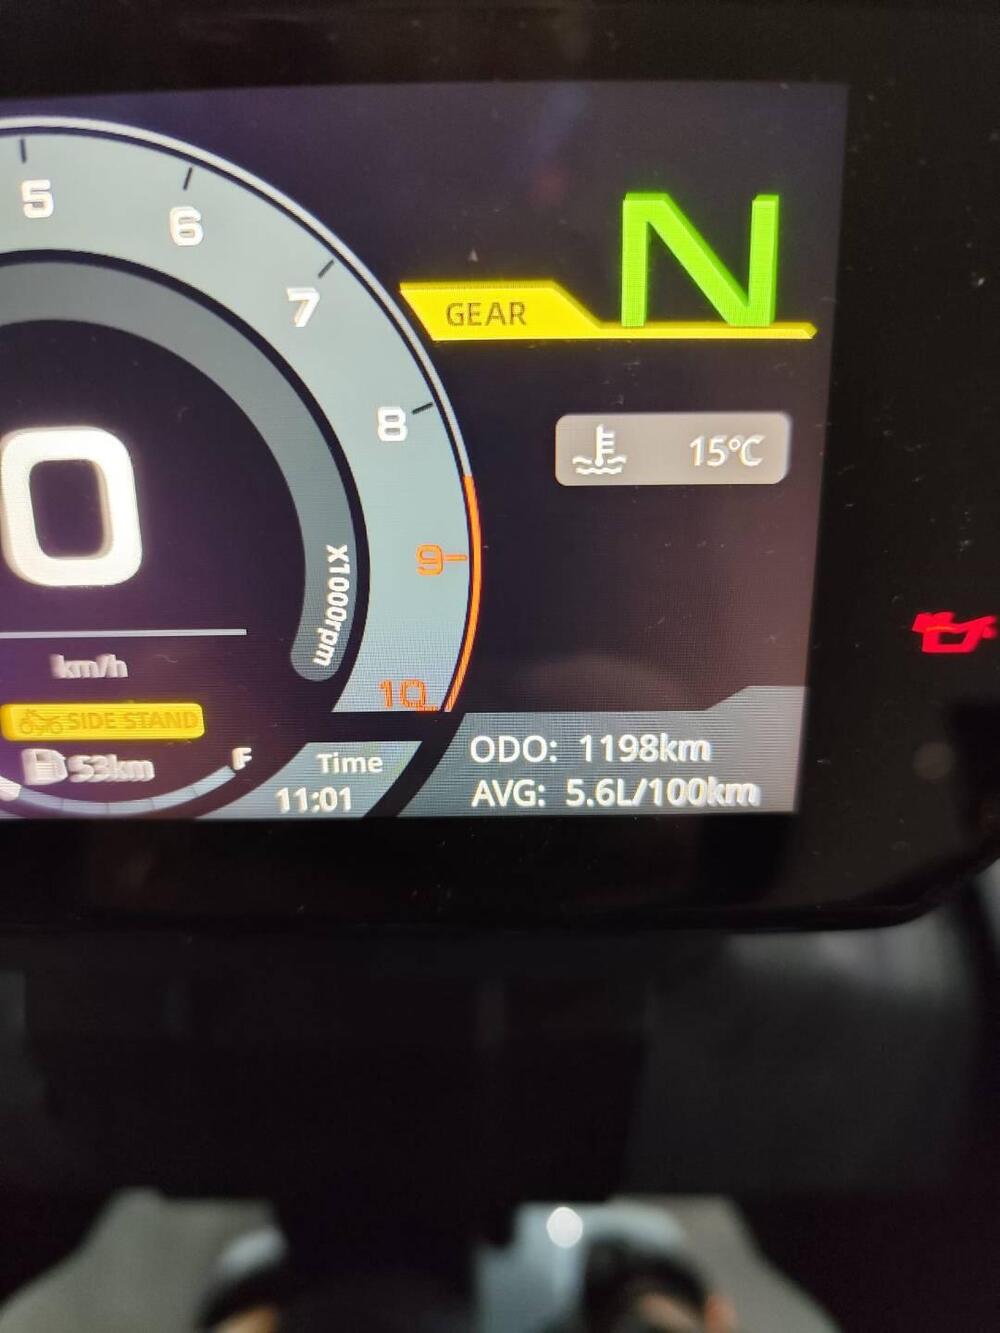 5
6
7
8
9
10
N
GEAR
15°C
0
x1000rpm
km/h
SIDE STAND
53km
F
Time
11:01
ODO: 1198km
AVG: 5.6L/100km